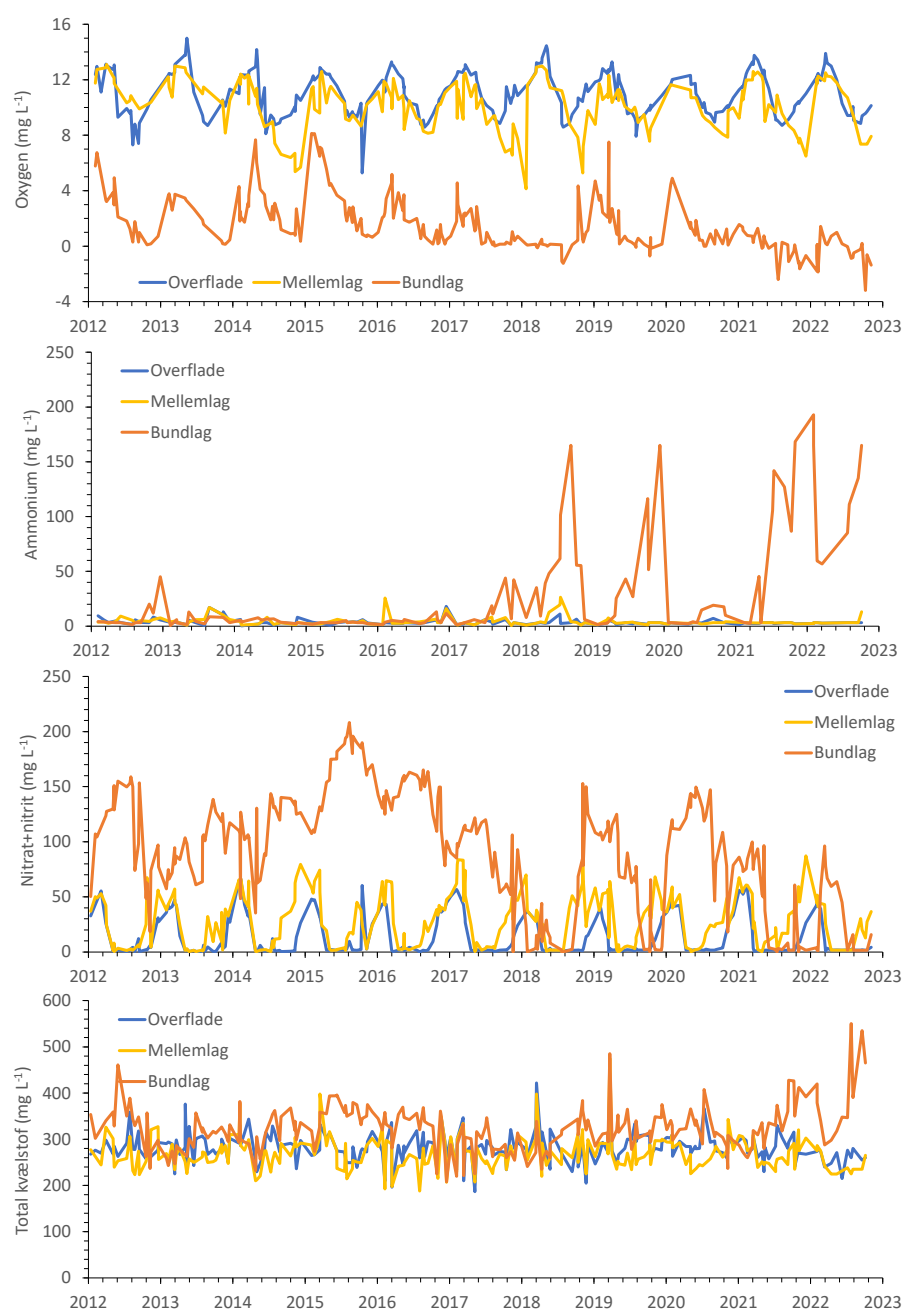 Oxygen (mg L-1)
16
12
8
4
0
-4
Overflade Mellemlag Bundlag
2012 2013 2014 2015 2016 2017 2018 2019 2020 2021 2022 2023
Ammonium (mg L-1)
250
200
150
100
50
0
Overflade
Mellemlag
Bundlag
2012 2013 2014 2015 2016 2017 2018 2019 2020 2021 2022 2023
Nitrat+nitrit (mg L-1)
250
200
150
100
50
0
Overflade
Mellemlag
Bundlag
2012 2013 2014 2015 2016 2017 2018 2019 2020 2021 2022 2023
Total kvælstof (mg L-1)
600
500
400
300
200
100
0
Overflade
Mellemlag
Bundlag
2012 2013 2014 2015 2016 2017 2018 2019 2020 2021 2022 2023